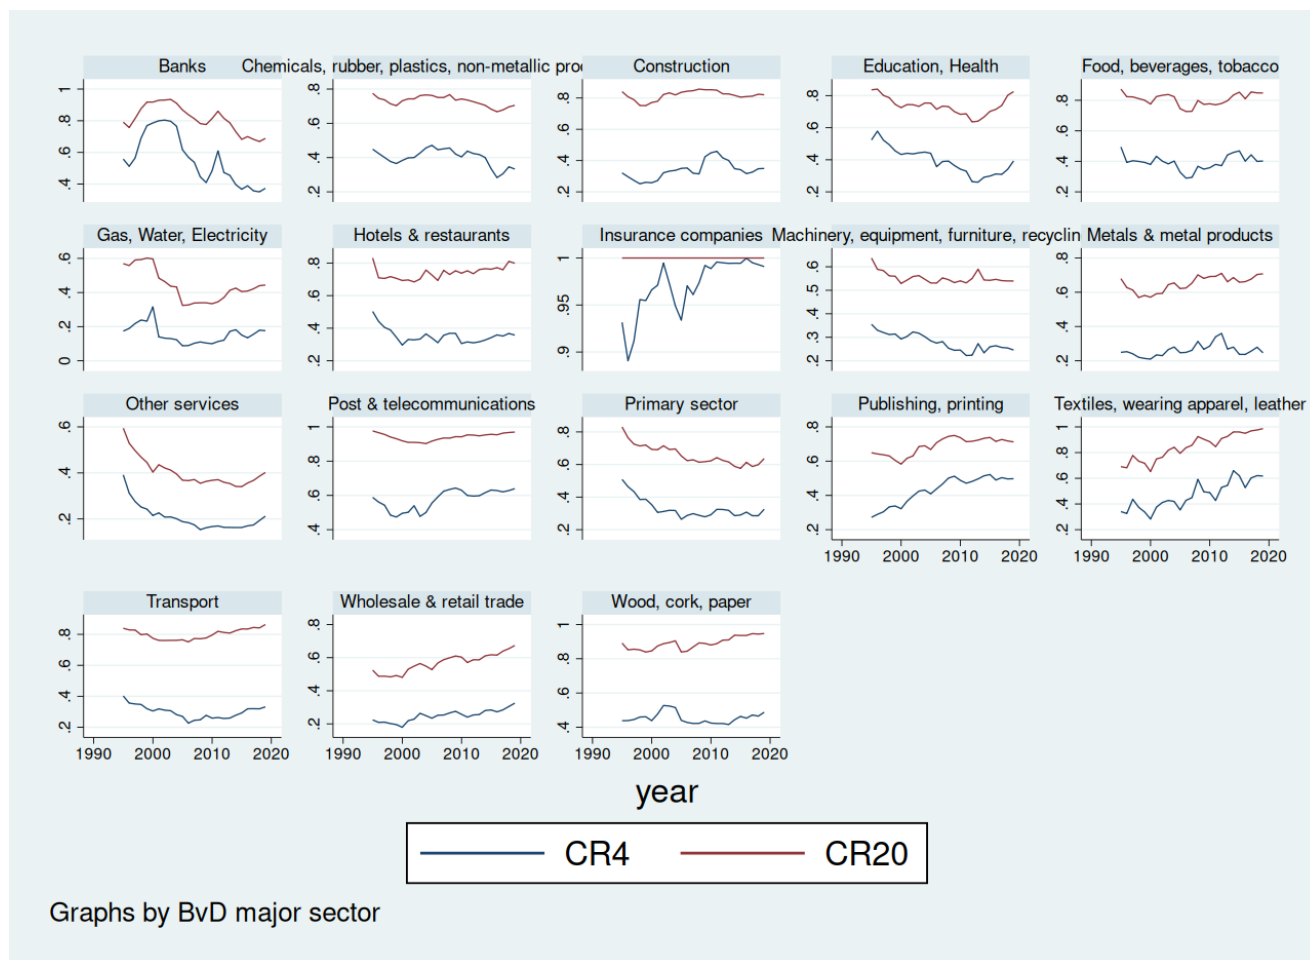 Banks
Chemicals, rubber, plastics, non-metallic pro
Construction
Education, Health
Food, beverages, tobacco
.4 .6 .8 1
.2 .4 .6 .8
.2 .4 .6 .8
.2 .4 .6 .8
.2 .4 .6 .8
Gas, Water, Electricity
Hotels & restaurants
Insurance companies
Machinery, equipment, furniture, recyclin
Metals & metal products
0 .2 .4 .6
.2 .4 .6 .8
.9 .95 1
.2 .3 .4 .5 .6
.2 .4 .6 .8
Other services
Post & telecommunications
Primary sector
Publishing, printing
Textiles, wearing apparel, leather
.2 .4 .6
.4 .6 .8 1
.2 .4 .6 .8
.2 .4 .6 .8
.2 .4 .6 .8 1
1990 2000 2010 2020
1990 2000 2010 2020
Transport
Wholesale & retail trade
Wood, cork, paper
.2 .4 .6 .8
.2 .4 .6 .8
.4 .6 .8 1
1990 2000 2010 2020
1990 2000 2010 2020
1990 2000 2010 2020
year
CR4 CR20
Graphs by BvD major sector